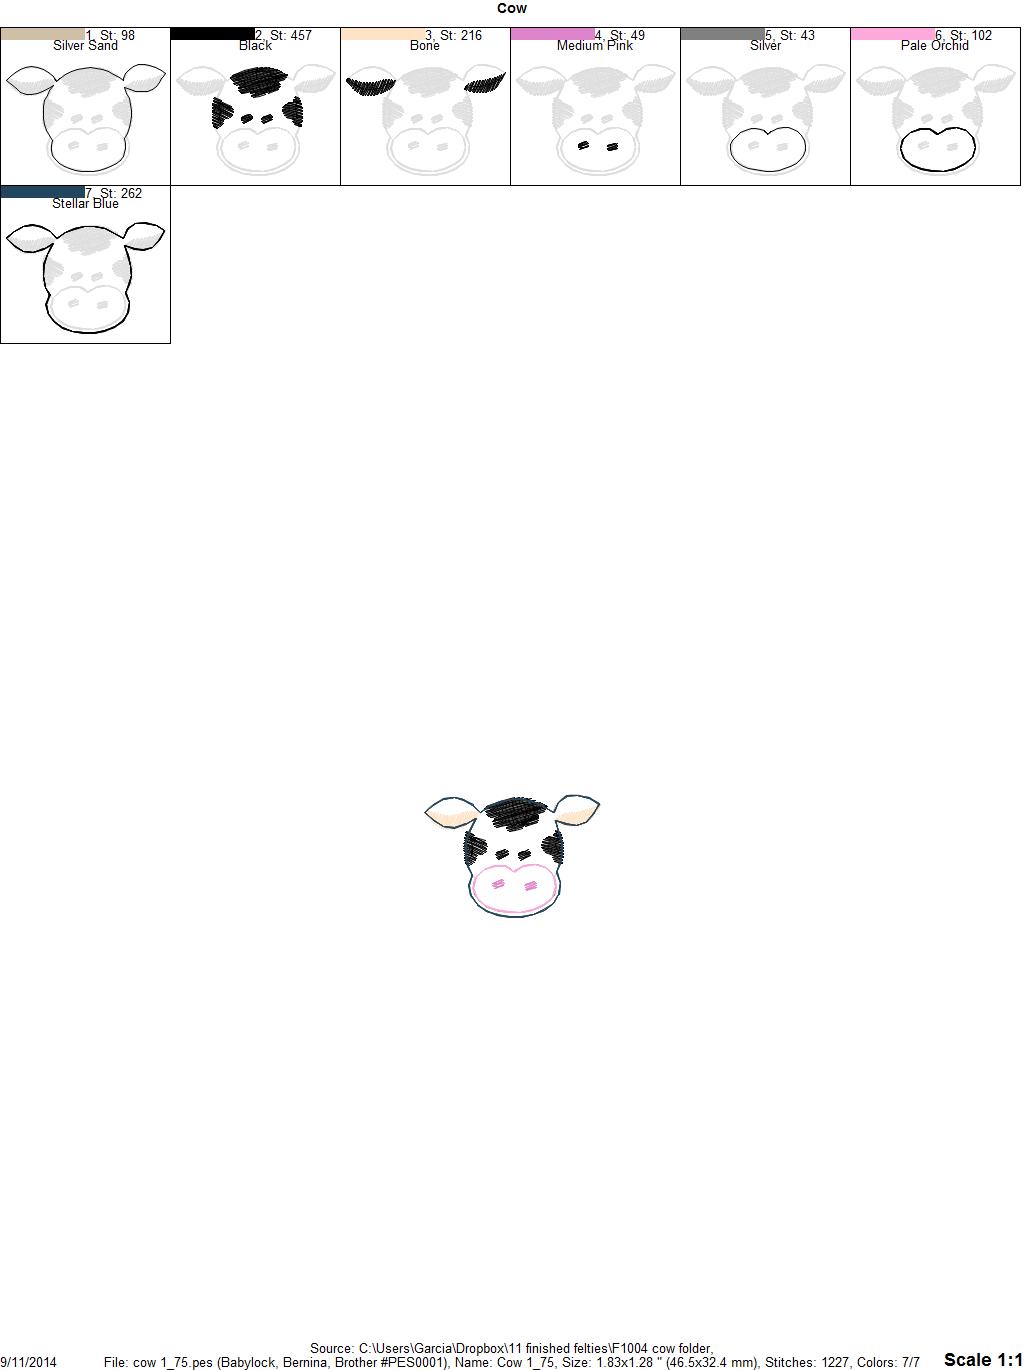 Cow
1, St: 98
Silver Sand
2, St: 457
Black
3, St: 216
Bone
4, St: 49
Medium Pink
5, St: 43
Silver
6, St: 102
Pale Orchid
7, St: 262
Stellar Blue
Source: C:\Users\Garcia\Dropbox\11 finished felties\F1004 cow folder,
9/11/2014 File: cow 1_75.pes (Babylock, Bernina, Brother #PES0001), Name: Cow 1_75, Size: 1.83x1.28 " (46.5x32.4 mm), Stitches: 1227, Colors: 7/7 Scale 1:1